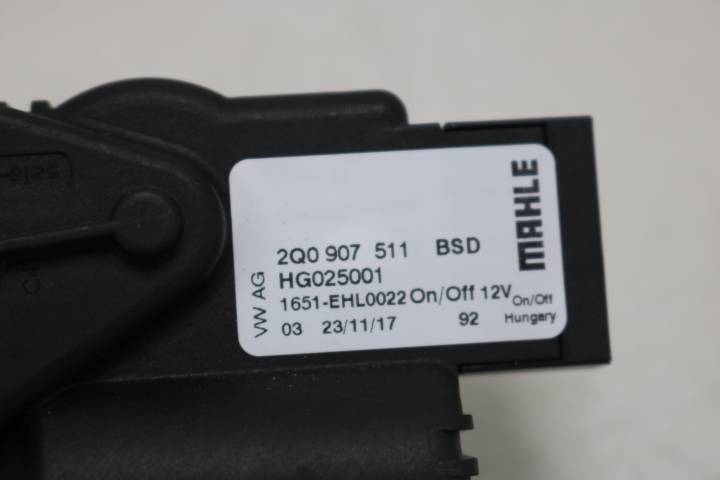 2Q0 907 511 BSD
HG025001
1651-EHL0022 On/Off 12V On/Off
03 23/11/17 92 Hungary
VW AG
MAHLE